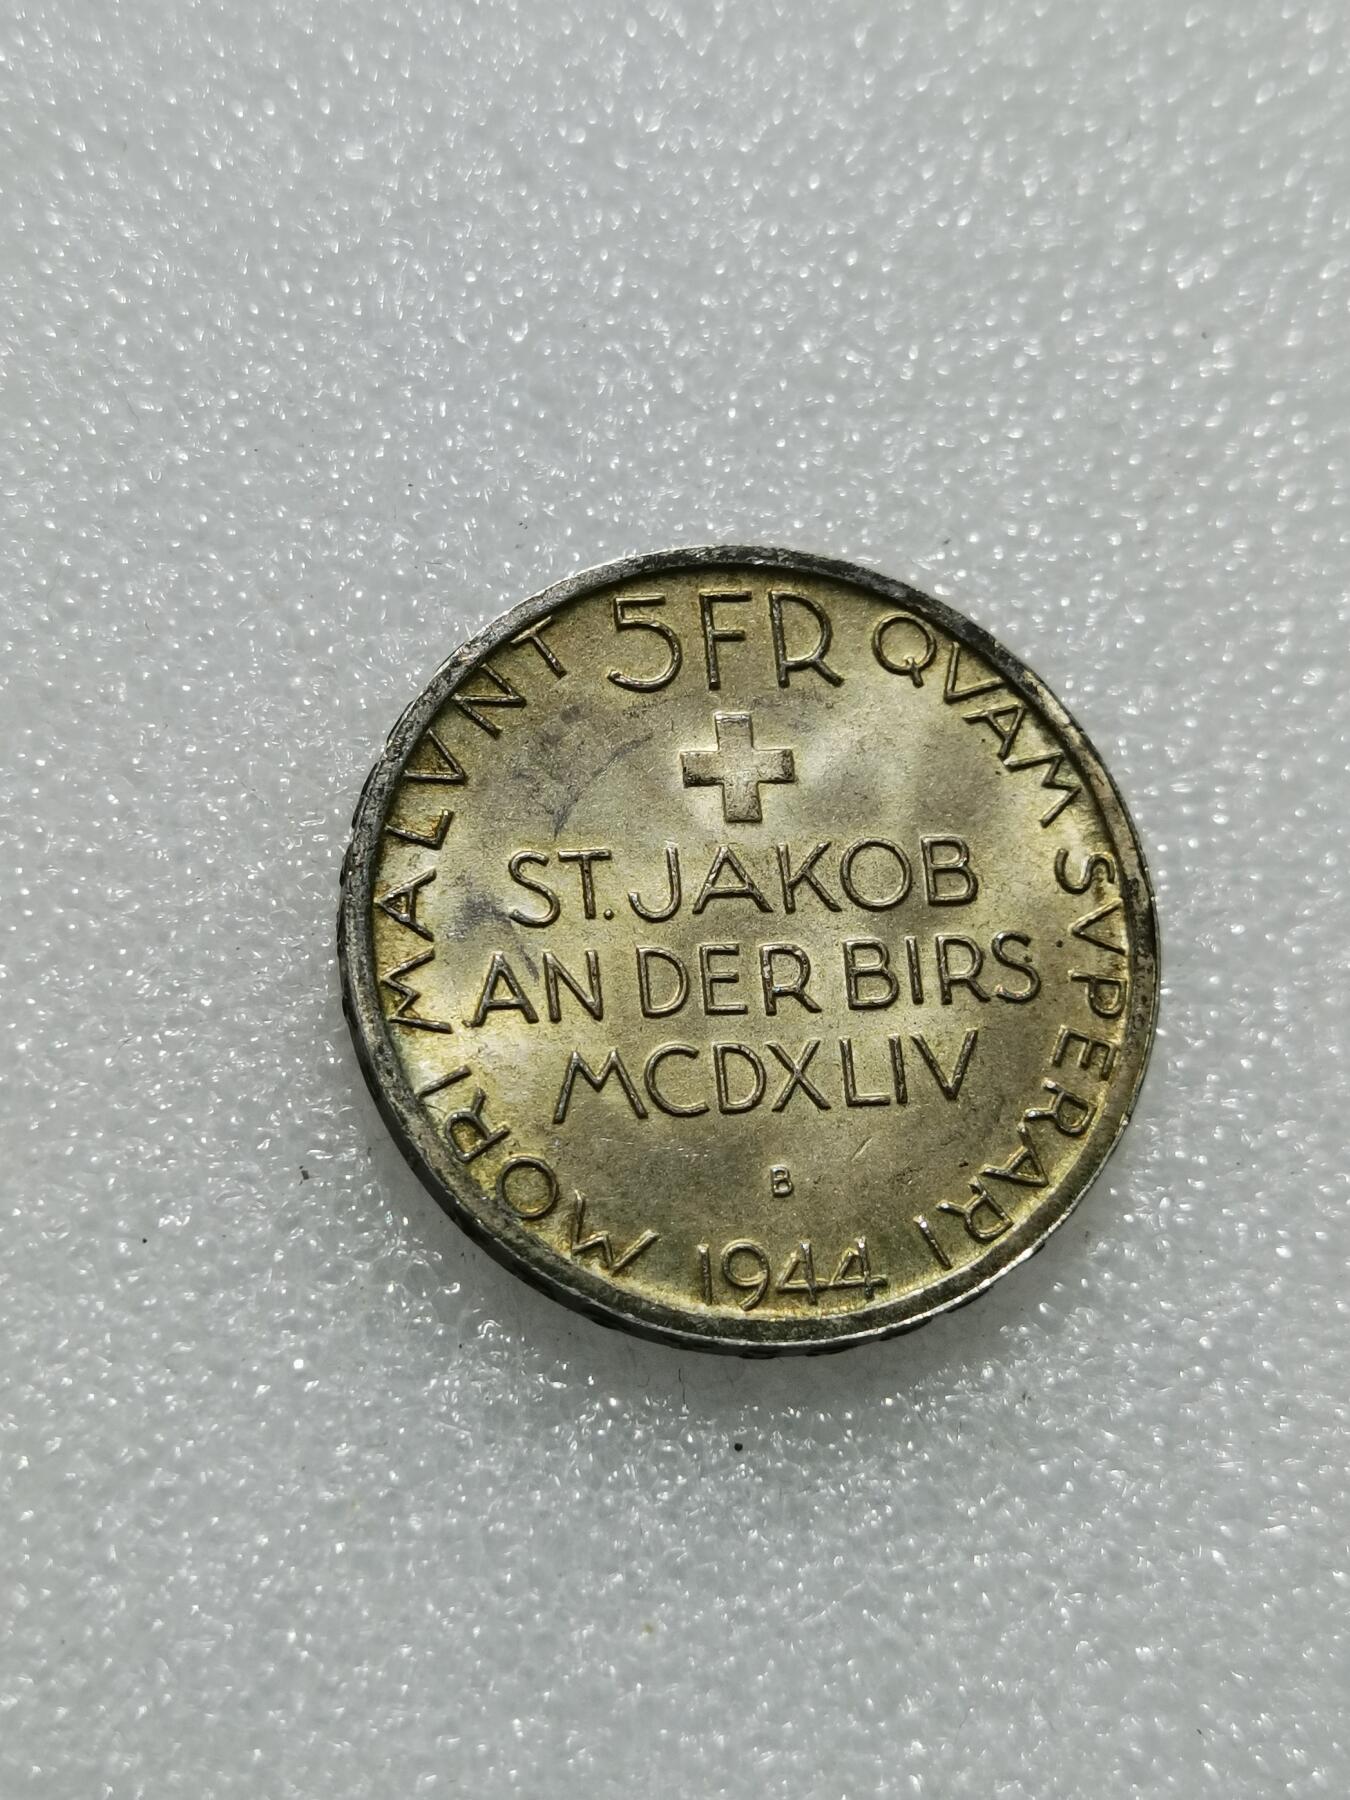 MORI MALVNT 5FR QVAM SVPERARI
ST. JAKOB
AN DER BIRS
MCDXLIV
B
1944